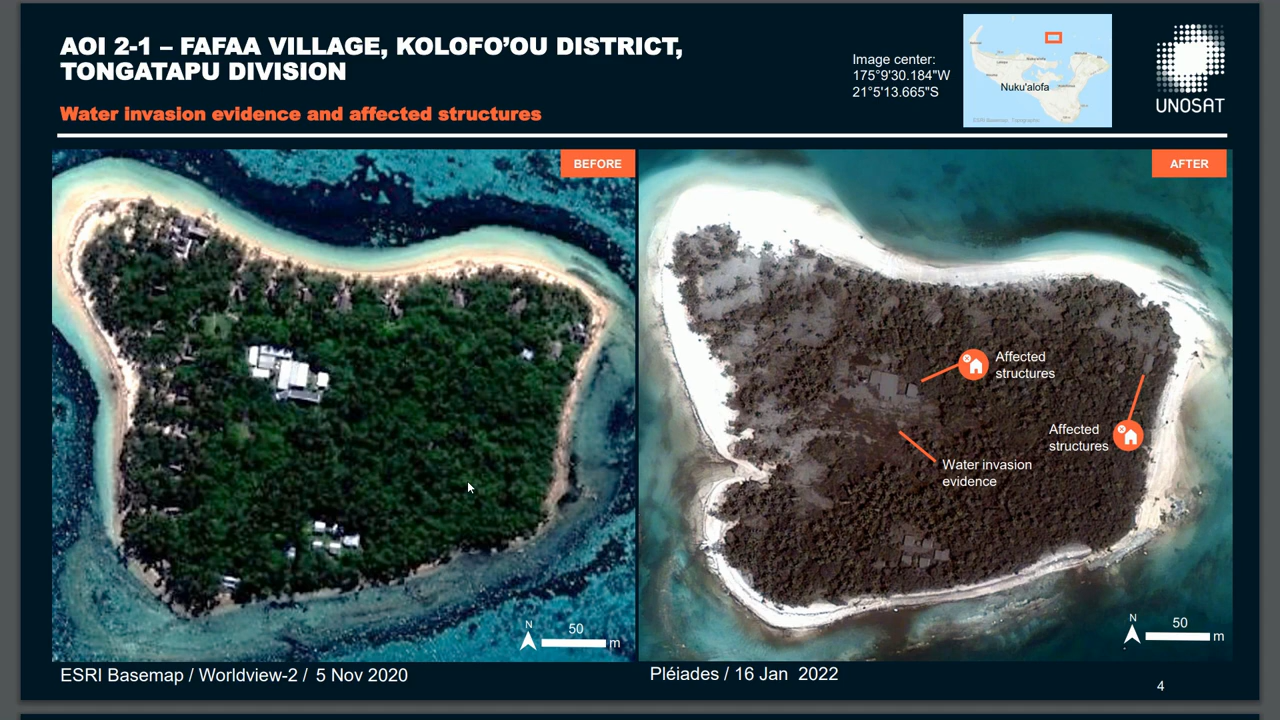 AOI 2-1 – FAFAA VILLAGE, KOLOFO’OU DISTRICT,
TONGATAPU DIVISION
Water invasion evidence and affected structures
Image center:
175°9'30.184"W
21°5'13.665"S
Nuku'alofa
UNOSAT
BEFORE
AFTER
Affected
structures
Affected
structures
Water invasion
evidence
N
50
m
N
50
m
ESRI Basemap / Worldview-2 / 5 Nov 2020
Pléiades / 16 Jan 2022
4